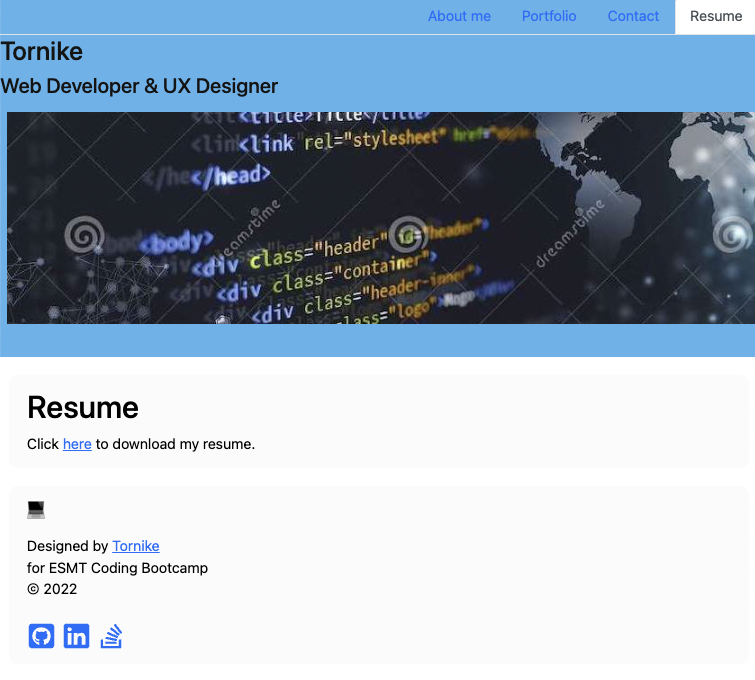 About me Portfolio Contact Resume
Tornike
Web Developer & UX Designer
<title>Title</title>
<link rel="stylesheet" href=
</head>
<body>
<div class="header" id="header">
<div class="container">
<div class="header-inner">
class="logo">
dreamstime dreamstime
Resume
Click here to download my resume.
Designed by Tornike
for ESMT Coding Bootcamp
© 2022
in